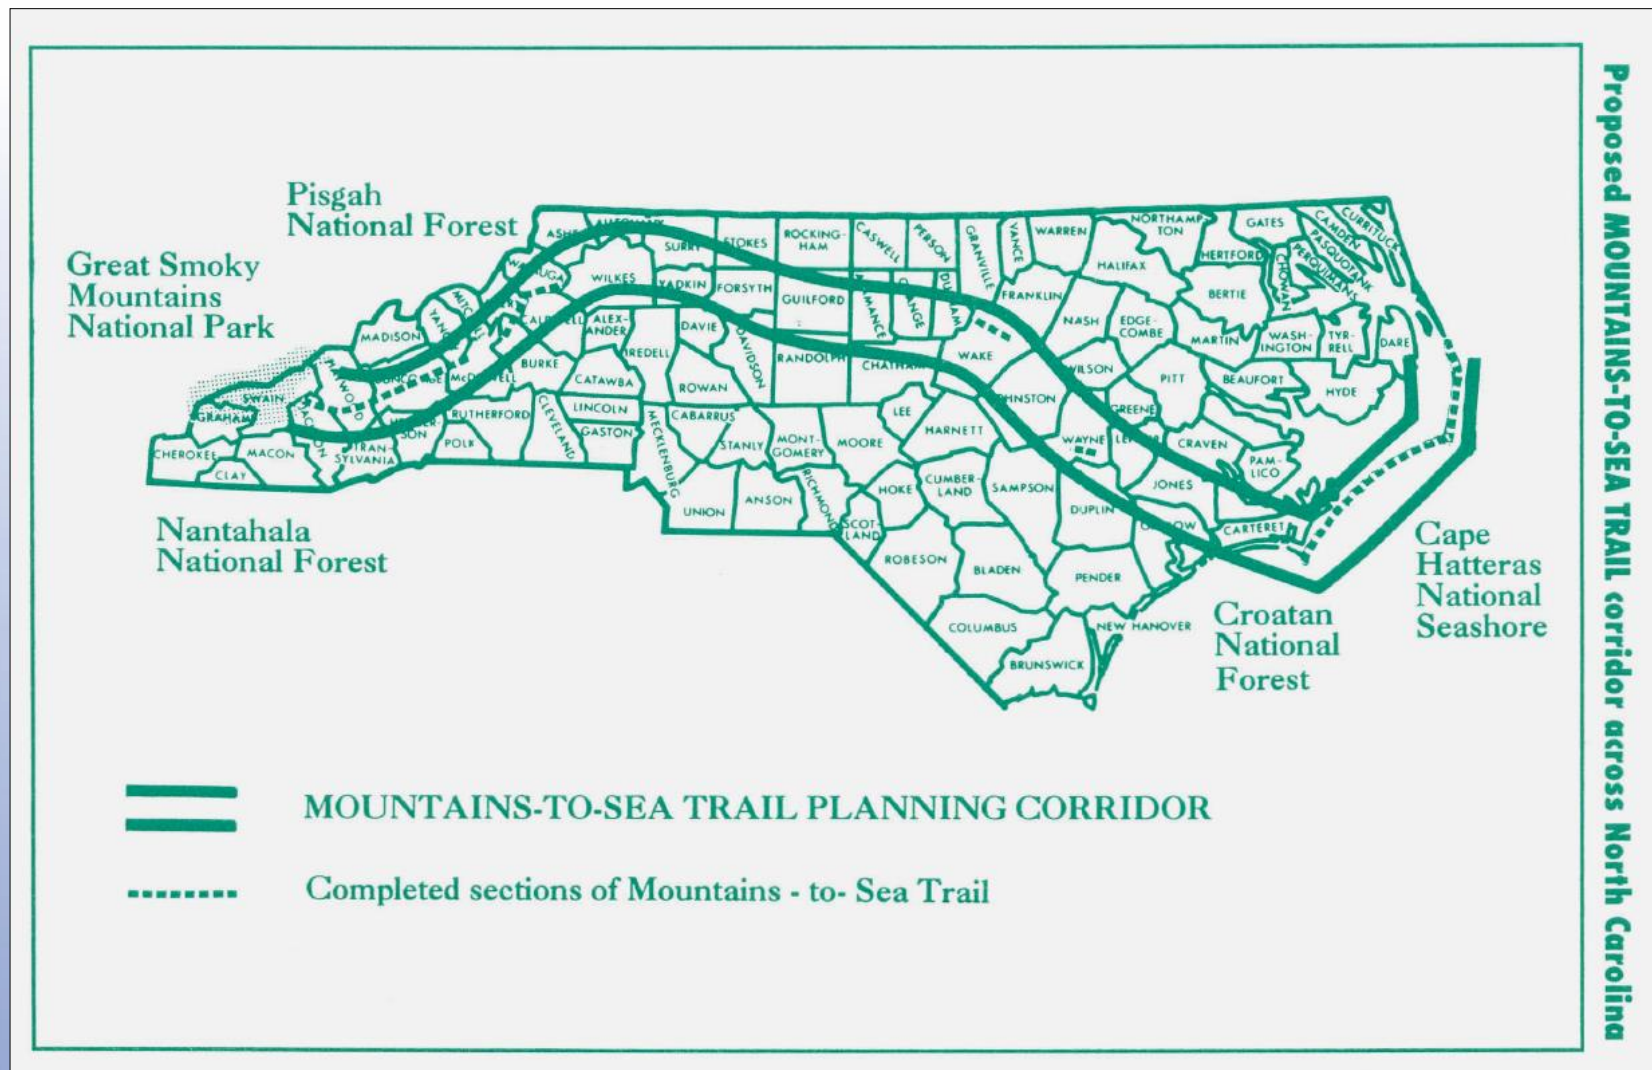 Proposed MOUNTAINS-TO-SEA TRAIL corridor across North Carolina
Pisgah
National Forest
Great Smoky
Mountains
National Park
Nantahala
National Forest
Croatan
National
Forest
Cape
Hatteras
National
Seashore
SURRY
STOKES
ROCKING-
HAM
CASWELL
PERSON
GRANVILLE
VANCE
WARREN
NORTHAMP
TON
GATES
CURRITUCK
CAMDEN
PASQUOTANK
PERQUIMANS
CHOWAN
HERTFORD
HALIFAX
BERTIE
WILKES
YADKIN
FORSYTH
GUILFORD
FRANKLIN
NASH
EDGE-
COMBE
MARTIN
WASH-
INGTON
TYR-
RELL
DARE
MADISON
ALEX-
ANDER
DAVIE
DAVIDSON
IREDELL
RANDOLPH
WAKE
WILSON
PITT
BEAUFORT
HYDE
BURKE
CATAWBA
ROWAN
GREENE
SWAIN
GRAHAM
HAYWOOD
RUTHERFORD
CLEVELAND
LINCOLN
GASTON
MECKLENBURG
CABARRUS
STANLY
MONT-
GOMERY
MOORE
LEE
HARNETT
WAYNE
CRAVEN
PAM-
LICO
CHEROKEE
CLAY
MACON
TRAN-
SYLVANIA
POLK
UNION
ANSON
RICHMOND
SCOT-
LAND
HOKE
CUMBER-
LAND
SAMPSON
DUPLIN
JONES
CARTERET
ROBESON
BLADEN
PENDER
COLUMBUS
NEW HANOVER
BRUNSWICK
MOUNTAINS-TO-SEA TRAIL PLANNING CORRIDOR
Completed sections of Mountains - to- Sea Trail